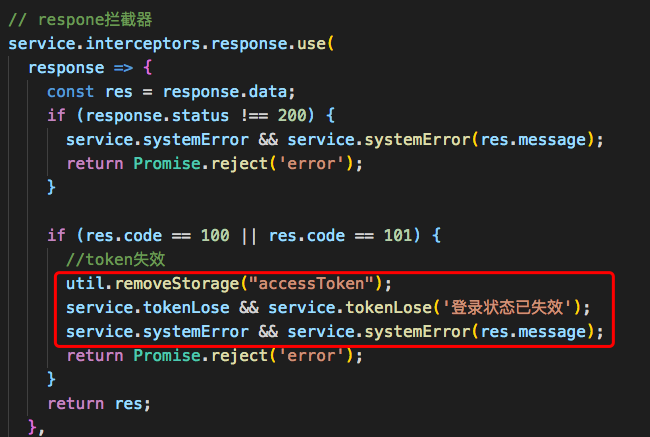 // respone拦截器
service.interceptors.response.use(
response => {
const res = response.data;
if (response.status !== 200) {
service.systemError && service.systemError(res.message);
return Promise.reject('error');
}
if (res.code == 100 || res.code == 101) {
//token失效
util.removeStorage("accessToken");
service.tokenLose && service.tokenLose('登录状态已失效');
service.systemError && service.systemError(res.message);
return Promise.reject('error');
}
return res;
},